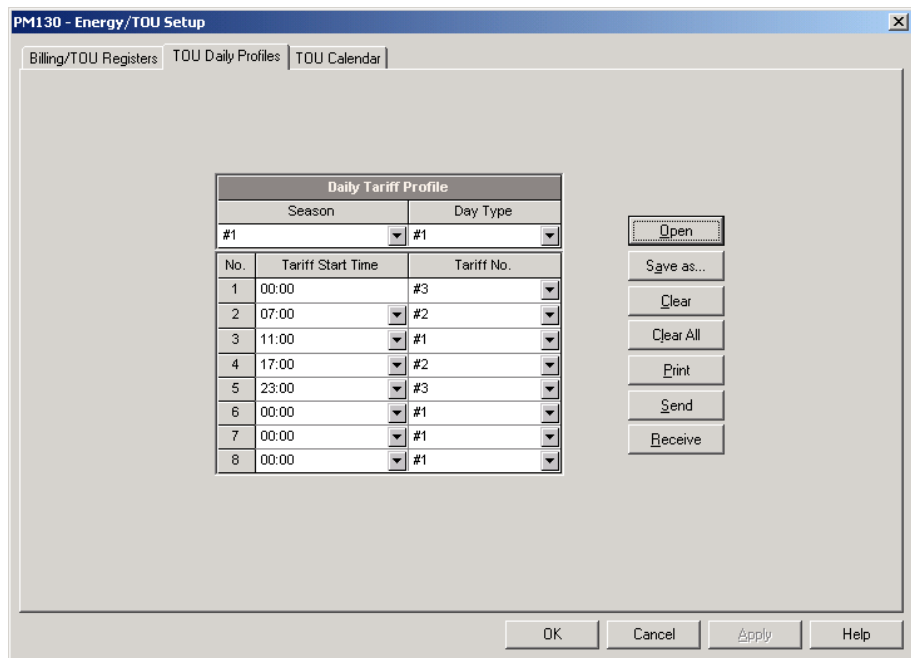 PM130 - Energy/TOU Setup
Billing/TOU Registers TOU Daily Profiles TOU Calendar
Daily Tariff Profile
Season Day Type
#1 #1
No. Tariff Start Time Tariff No.
1 00:00 #3
2 07:00 #2
3 11:00 #1
4 17:00 #2
5 23:00 #3
6 00:00 #1
7 00:00 #1
8 00:00 #1
Open
Save as...
Clear
Clear All
Print
Send
Receive
OK Cancel Apply Help